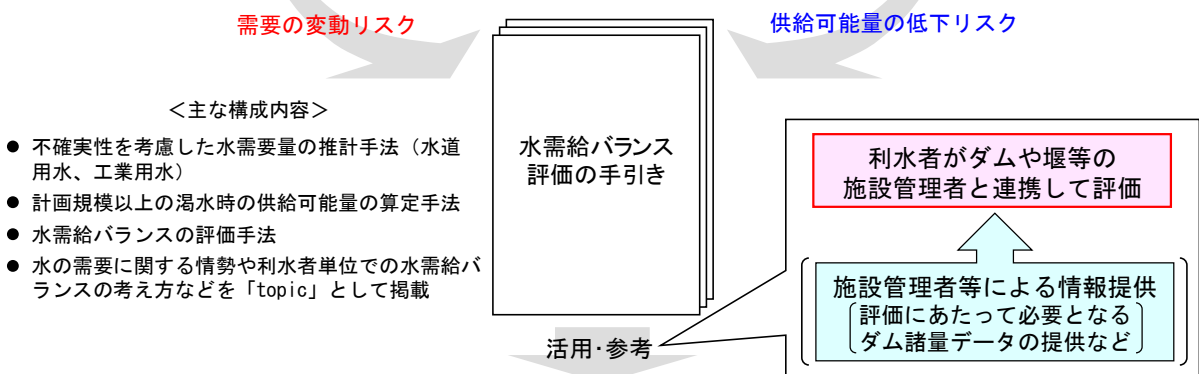 需要の変動リスク
供給可能量の低下リスク
＜主な構成内容＞
● 不確実性を考慮した水需要量の推計手法（水道
用水、工業用水）
● 計画規模以上の渇水時の供給可能量の算定手法
● 水需給バランスの評価手法
● 水の需要に関する情勢や利水者単位での水需給バ
ランスの考え方などを「topic」として掲載
水需給バランス
評価の手引き
活用･参考
利水者がダムや堰等の
施設管理者と連携して評価
施設管理者等による情報提供
評価にあたって必要となる
ダム諸量データの提供など